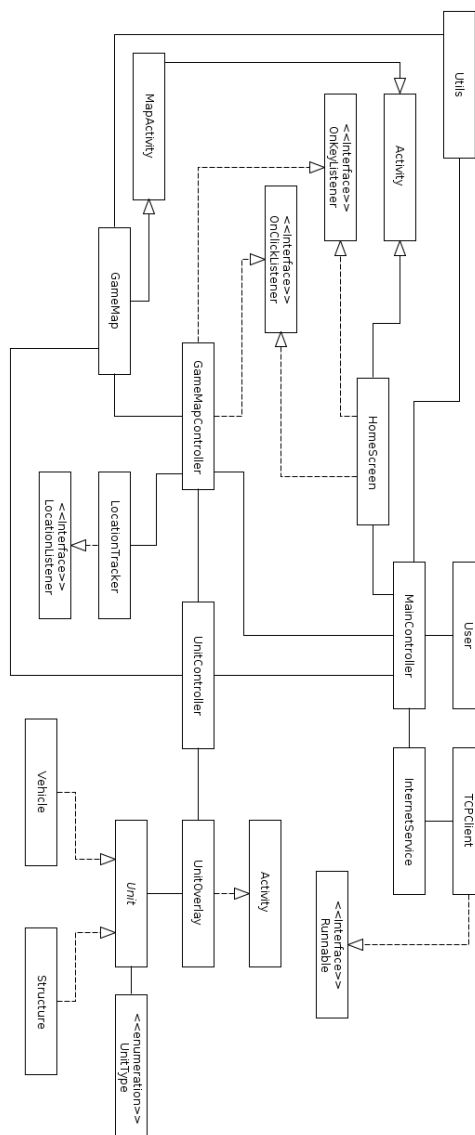 Utils
User
TCPClient
Activity
MainController
InternetService
HomeScreen
<<Interface>>
OnKeyListener
<<Interface>>
Runnable
<<Interface>>
OnClickListener
Activity
GameMapController
UnitController
UnitOverlay
MapActivity
Unit
<<enumeration>>
UnitType
GameMap
LocationTracker
<<Interface>>
LocationListener
Vehicle
Structure